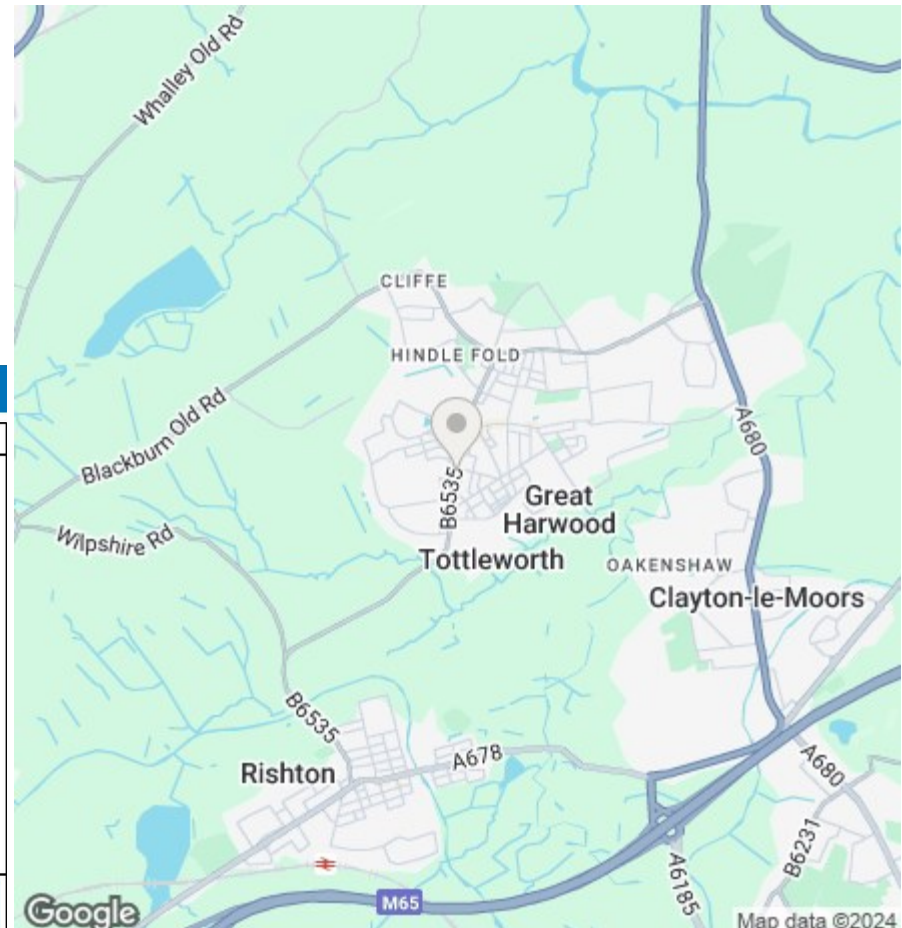 Whalley Old Rd
CLIFFE
HINDLE FOLD
Blackburn Old Rd
A680
B6535
Great
Harwood
Wilpshire Rd
Tottleworth
OAKENSHAW
Clayton-le-Moors
B6535
A678
Rishton
A680
B6231
A6185
M65
Google
Map data ©2024